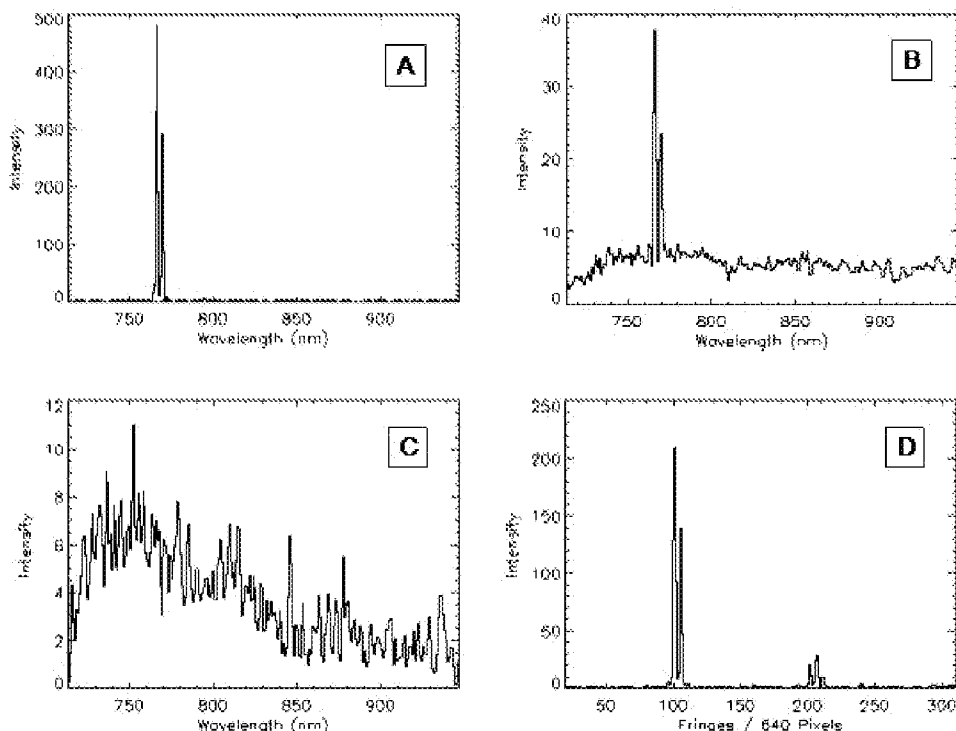 500
400
300
200
100
0
Intensity
A
750 800 850 900
Wavelength (nm)
40
30
20
10
0
Intensity
B
750 800 850 900
Wavelength (nm)
12
10
8
6
4
2
0
Intensity
C
750 800 850 900
Wavelength (nm)
250
200
150
100
50
0
Intensity
D
50 100 150 200 250 300
Fringes / 640 Pixels